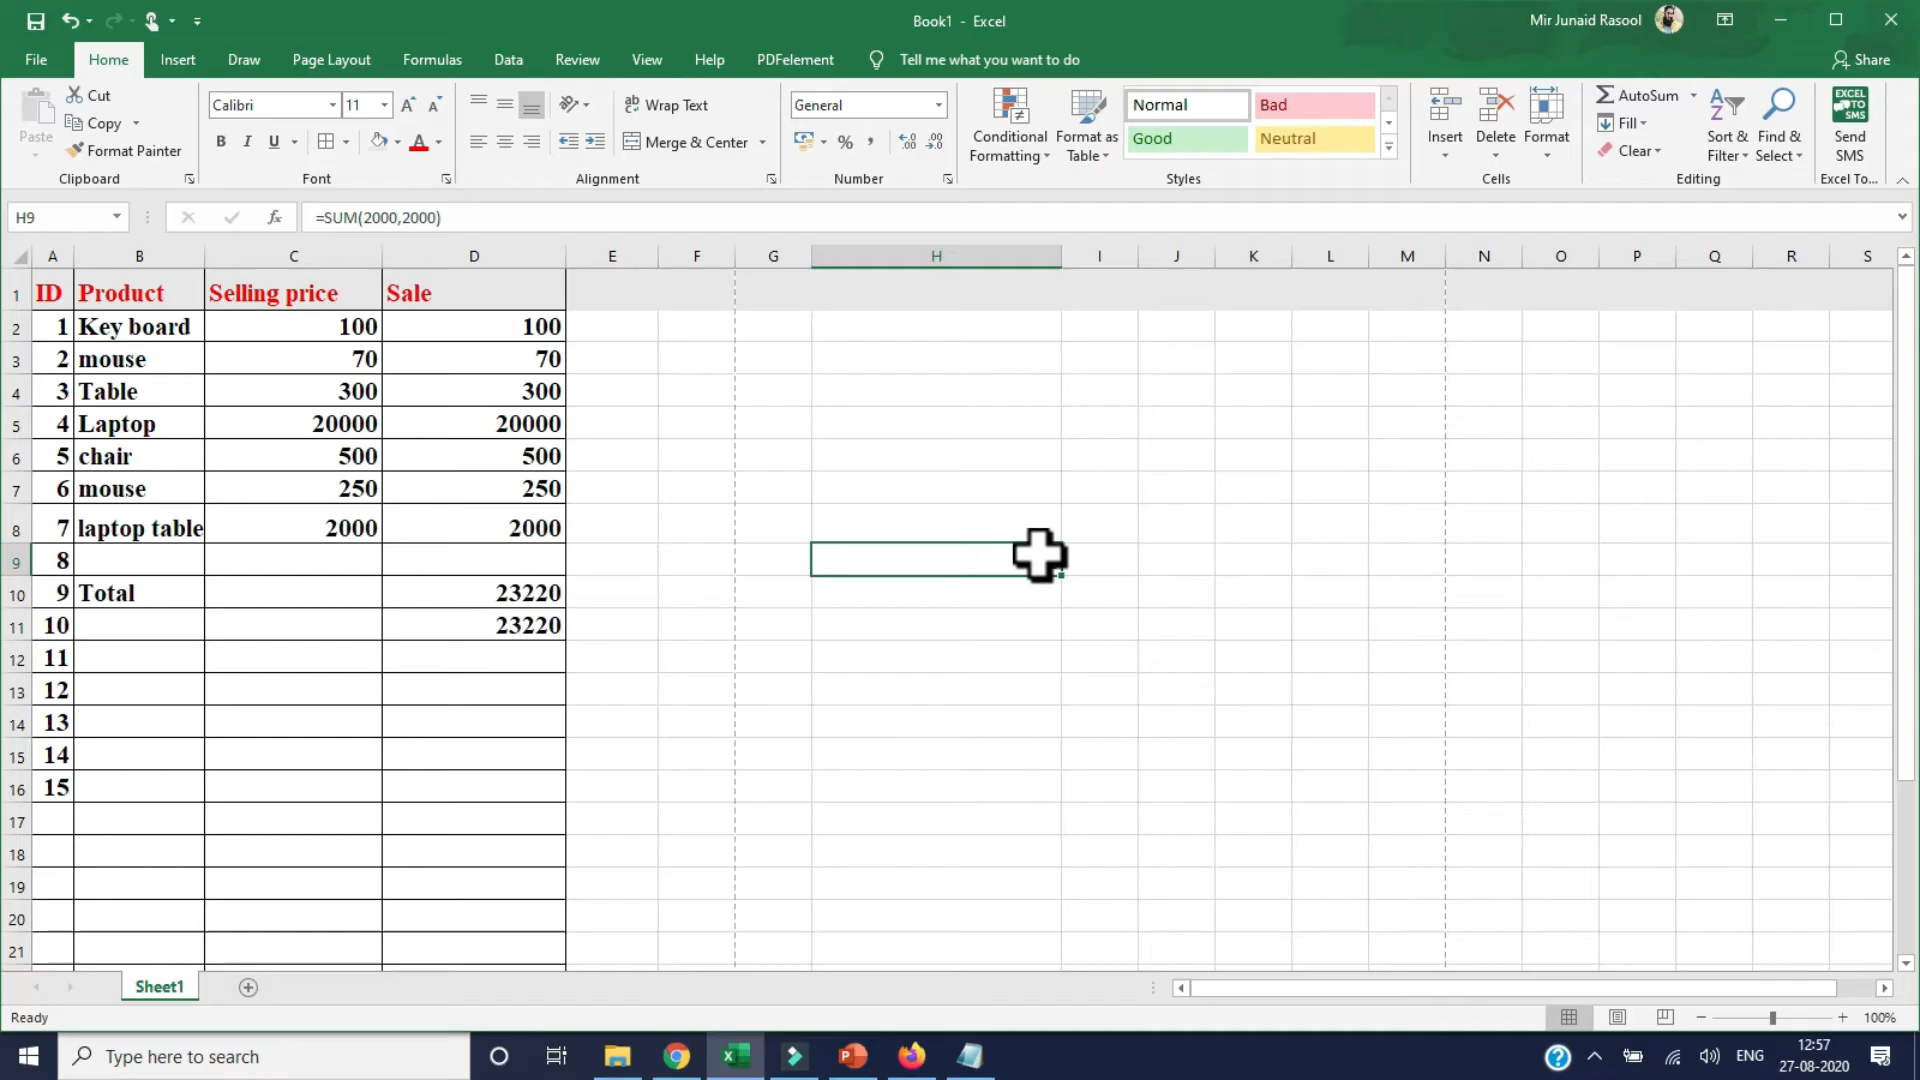 Book1 - Excel
Mir Junaid Rasool
File Home Insert Draw Page Layout Formulas Data Review View Help PDFelement Tell me what you want to do Share
Paste
Cut
Copy
Format Painter
Clipboard
Calibri 11
B I U
Font
Wrap Text
Merge & Center
Alignment
General
% ,
Number
Conditional Formatting
Format as Table
Normal Bad
Good Neutral
Styles
Insert Delete Format
Cells
AutoSum
Fill
Clear
Sort & Filter
Find & Select
Editing
EXCEL TO SMS
Send SMS
Excel To...
H9 fx =SUM(2000,2000)
A B C D E F G H I J K L M N O P Q R S
1 ID Product Selling price Sale
2 1 Key board 100 100
3 2 mouse 70 70
4 3 Table 300 300
5 4 Laptop 20000 20000
6 5 chair 500 500
7 6 mouse 250 250
8 7 laptop table 2000 2000
9 8
10 9 Total 23220
11 10 23220
12 11
13 12
14 13
15 14
16 15
17
18
19
20
21
Sheet1
Ready 100%
Type here to search
ENG
12:57
27-08-2020